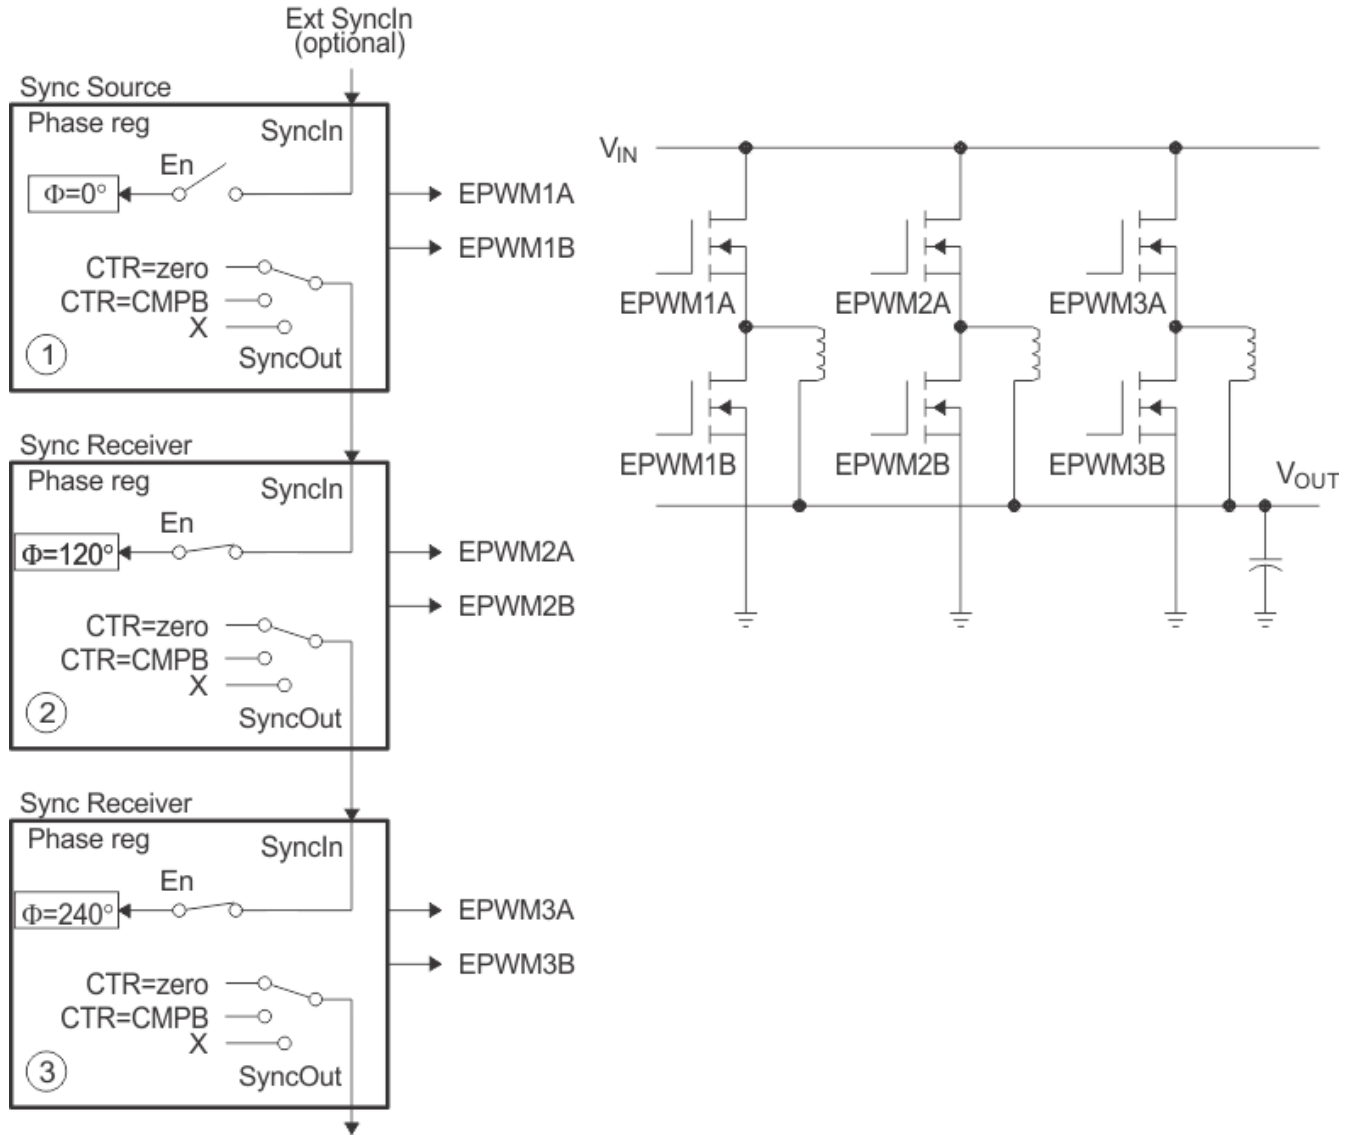 Ext SyncIn
(optional)
Sync Source
Phase reg
SyncIn
En
Φ=0°
EPWM1A
EPWM1B
CTR=zero
CTR=CMPB
X
1
SyncOut
Sync Receiver
Phase reg
SyncIn
En
Φ=120°
EPWM2A
EPWM2B
CTR=zero
CTR=CMPB
X
2
SyncOut
Sync Receiver
Phase reg
SyncIn
En
Φ=240°
EPWM3A
EPWM3B
CTR=zero
CTR=CMPB
X
3
SyncOut
VIN
EPWM1A
EPWM2A
EPWM3A
EPWM1B
EPWM2B
EPWM3B
VOUT